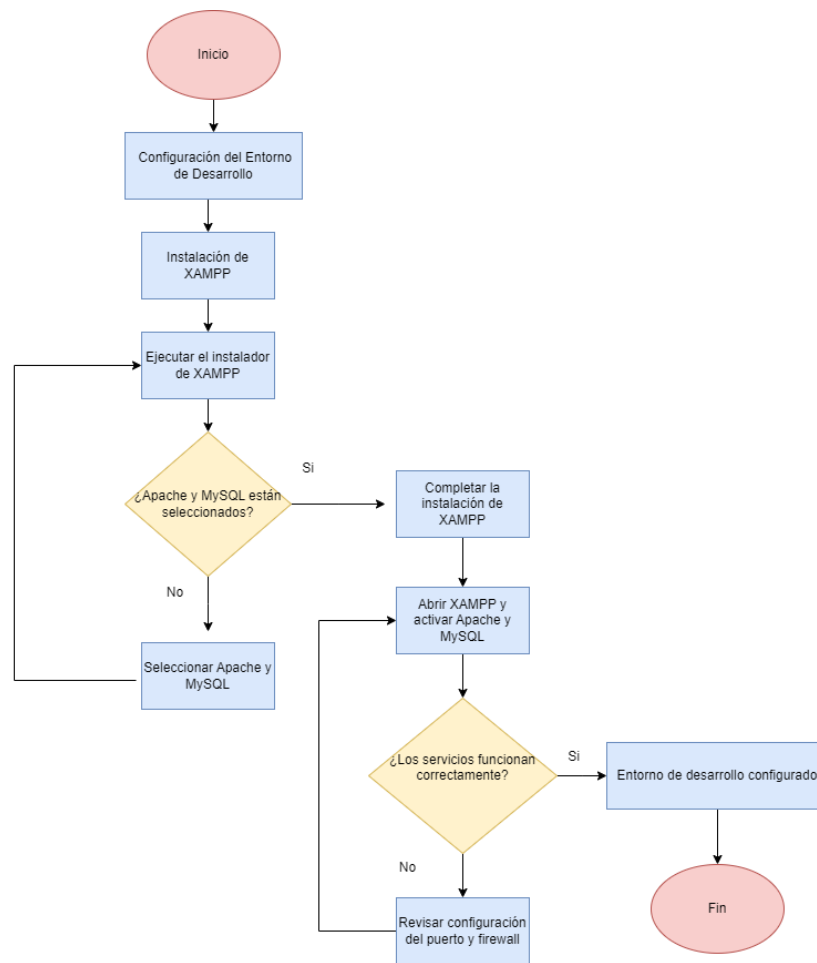 Inicio
Configuración del Entorno
de Desarrollo
Instalación de
XAMPP
Ejecutar el instalador
de XAMPP
¿Apache y MySQL están
seleccionados?
Si
No
Seleccionar Apache y
MySQL
Completar la
instalación de
XAMPP
Abrir XAMPP y
activar Apache y
MySQL
¿Los servicios funcionan
correctamente?
Si
No
Revisar configuración
del puerto y firewall
Entorno de desarrollo configurado
Fin